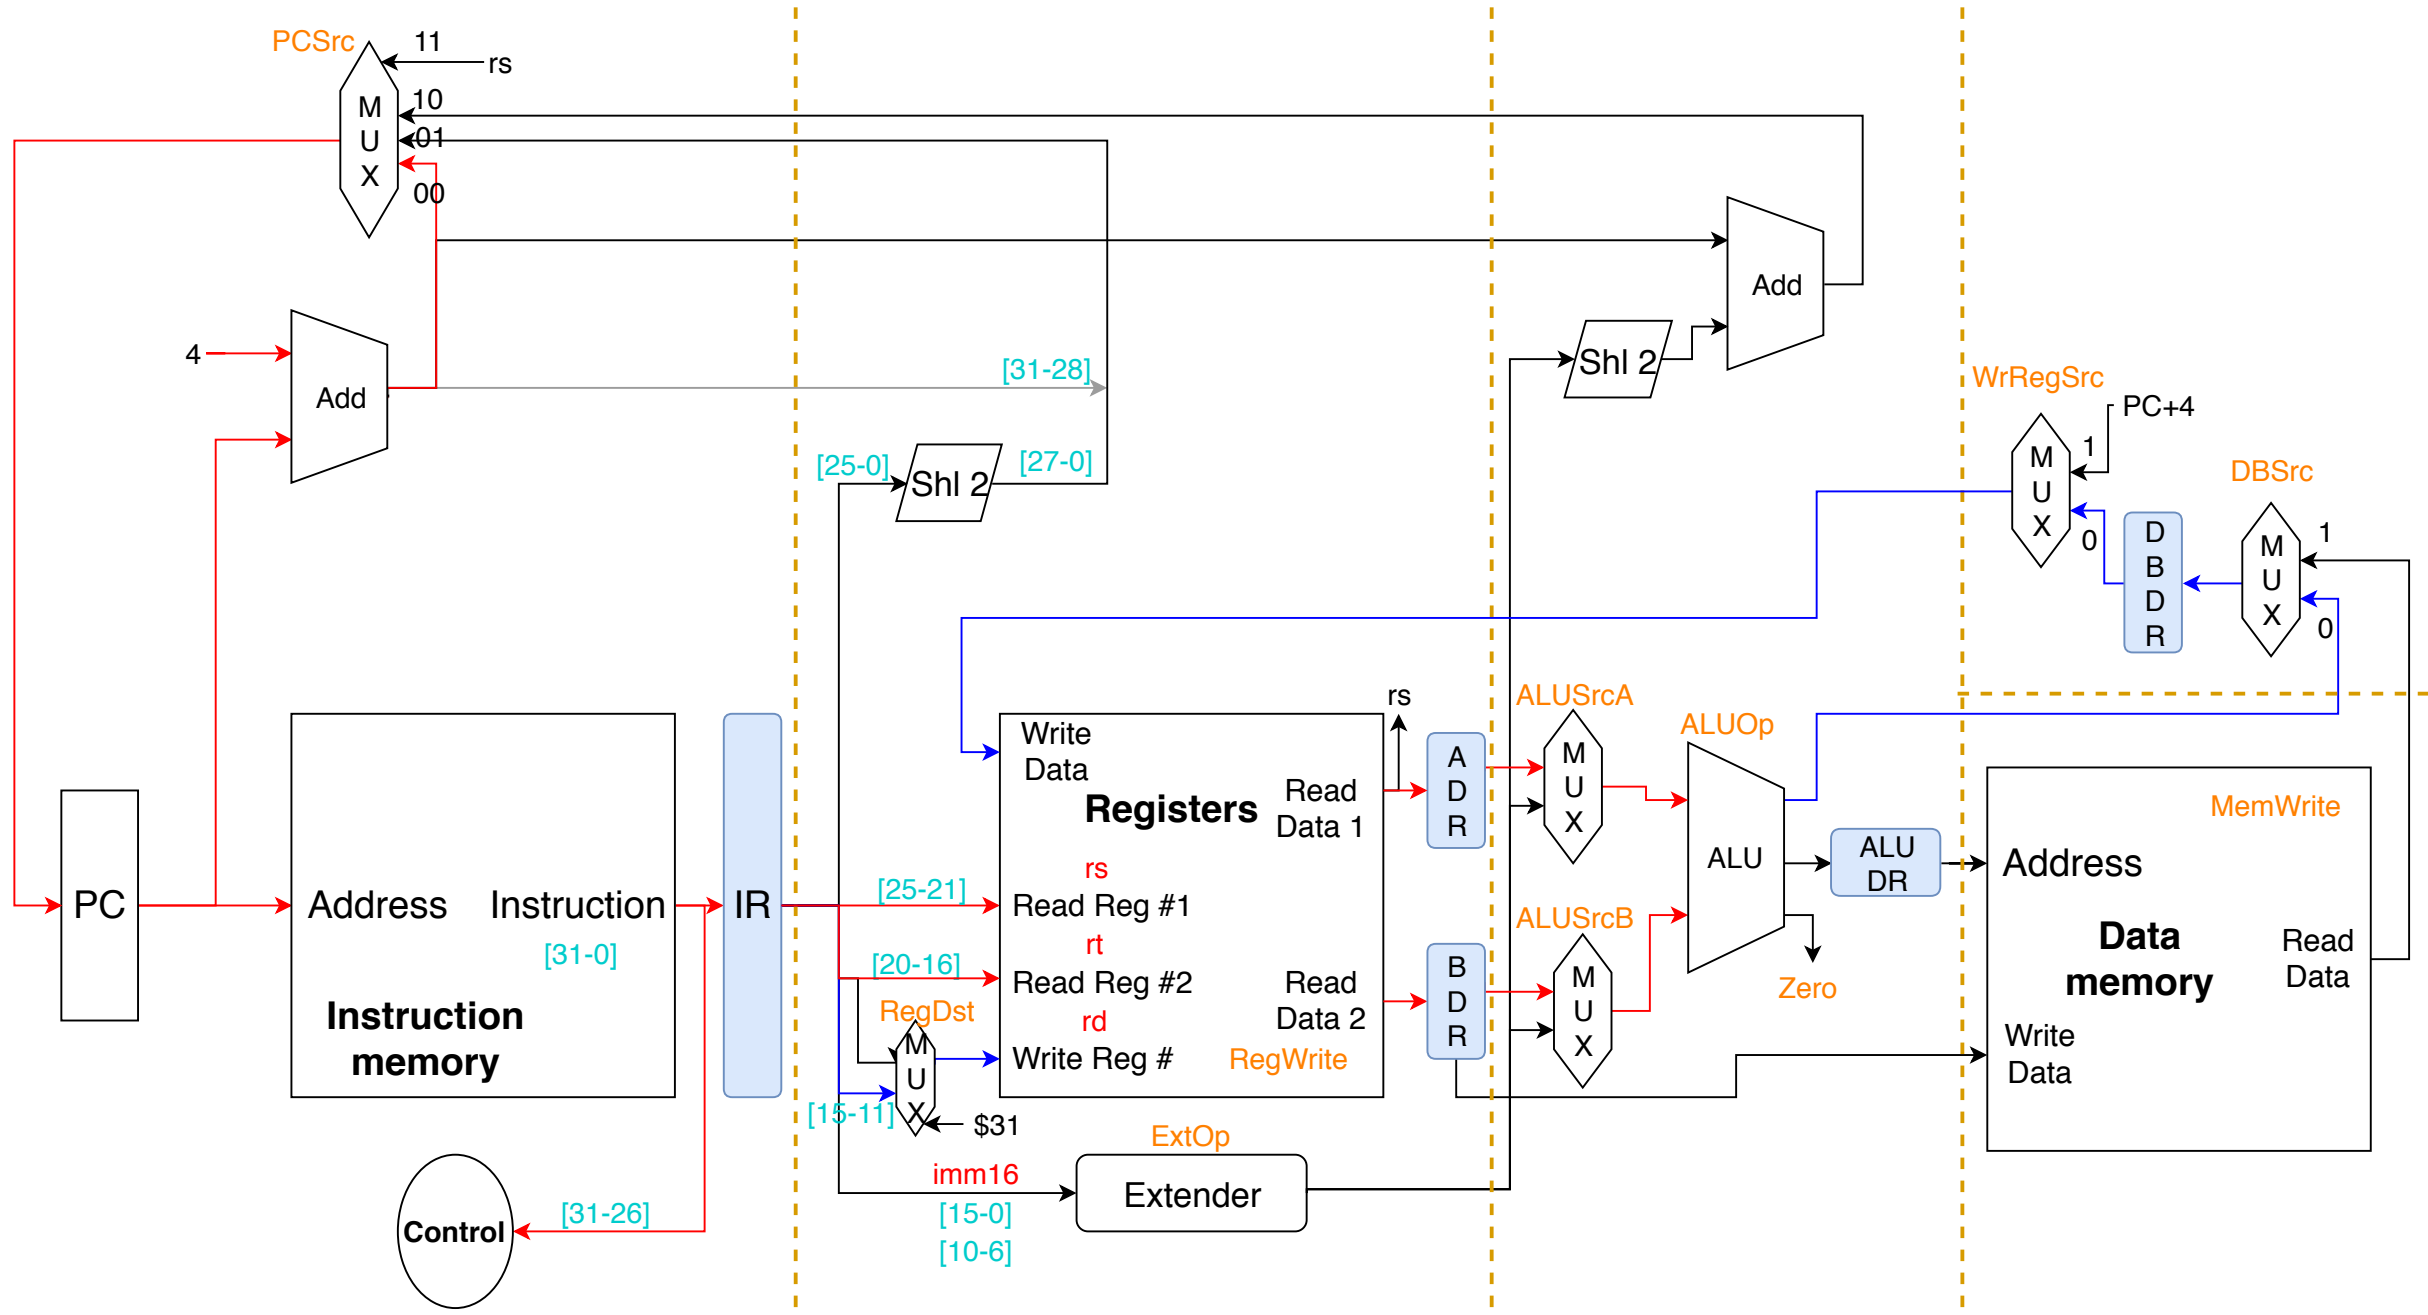 PCSrc
11
rs
10
01
00
M
U
X
4
Add
[31-28]
[25-0]
Shl 2
[27-0]
Add
Shl 2
WrRegSrc
PC+4
1
M
U
X
0
D
B
D
R
DBSrc
1
M
U
X
0
PC
Address
Instruction
[31-0]
Instruction
memory
IR
Control
[31-26]
Write
Data
Registers
Read
Data 1
rs
[25-21]
rs
Read Reg #1
[20-16]
rt
Read Reg #2
rd
Write Reg #
Read
Data 2
RegWrite
RegDst
M
U
X
[15-11]
$31
imm16
[15-0]
[10-6]
ExtOp
Extender
A
D
R
B
D
R
ALUSrcA
M
U
X
ALUSrcB
M
U
X
ALUOp
ALU
Zero
ALU
DR
MemWrite
Address
Data
memory
Read
Data
Write
Data